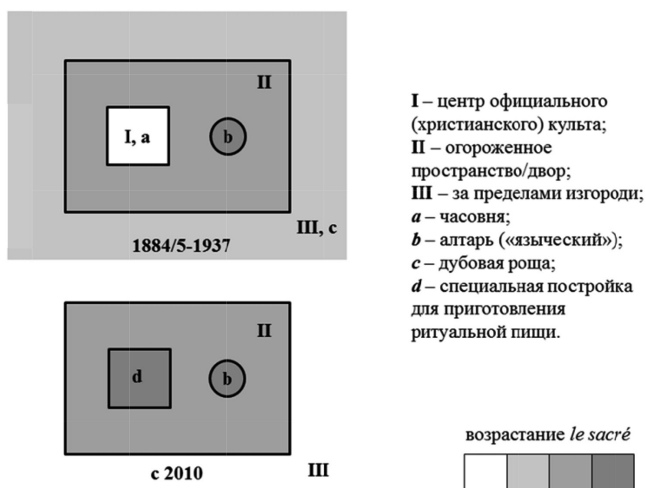 II
I, a
b
III, c
1884/5-1937
II
d
b
с 2010
III
I – центр официального
(христианского) культа;
II – огороженное
пространство/двор;
III – за пределами изгороди;
a – часовня;
b – алтарь («языческий»);
c – дубовая роща;
d – специальная постройка
для приготовления
ритуальной пищи.
возрастание le sacré